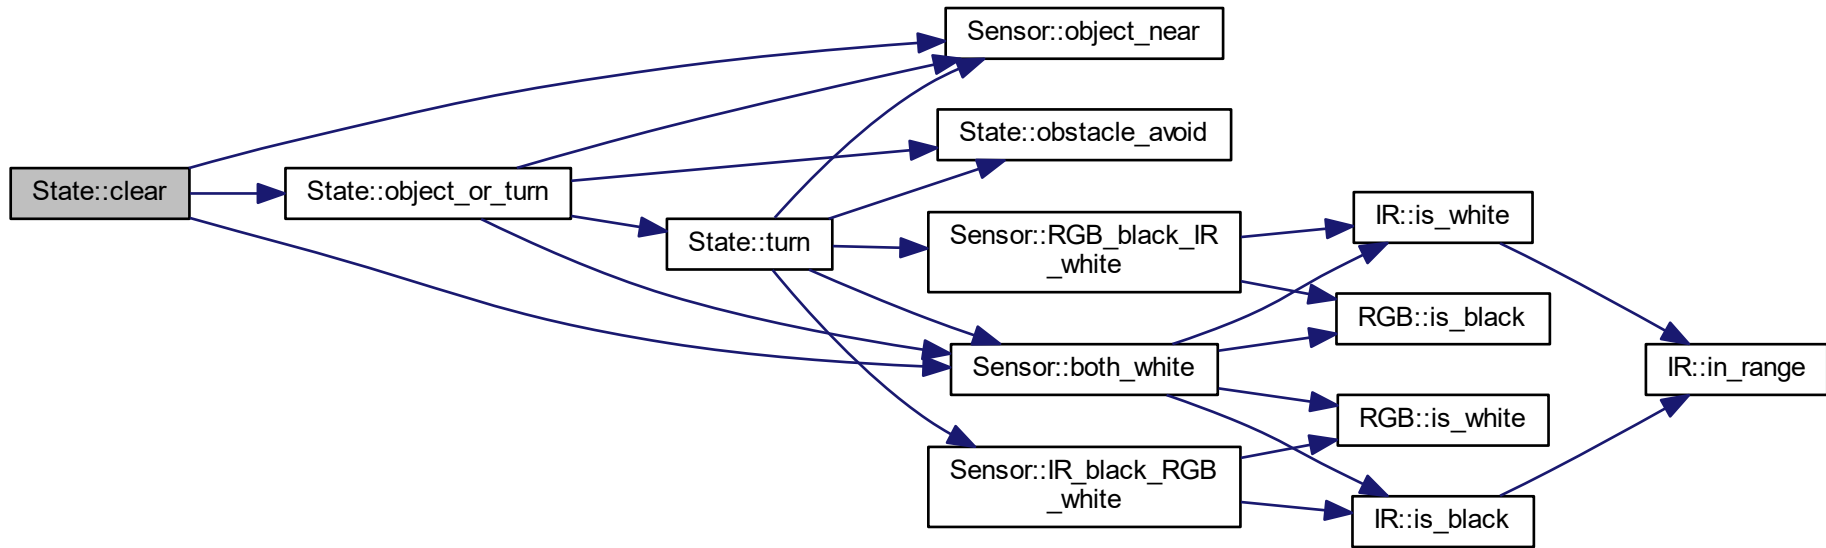 State::clear
State::object_or_turn
State::turn
Sensor::object_near
State::obstacle_avoid
Sensor::RGB_black_IR
_white
Sensor::both_white
Sensor::IR_black_RGB
_white
IR::is_white
RGB::is_black
RGB::is_white
IR::is_black
IR::in_range